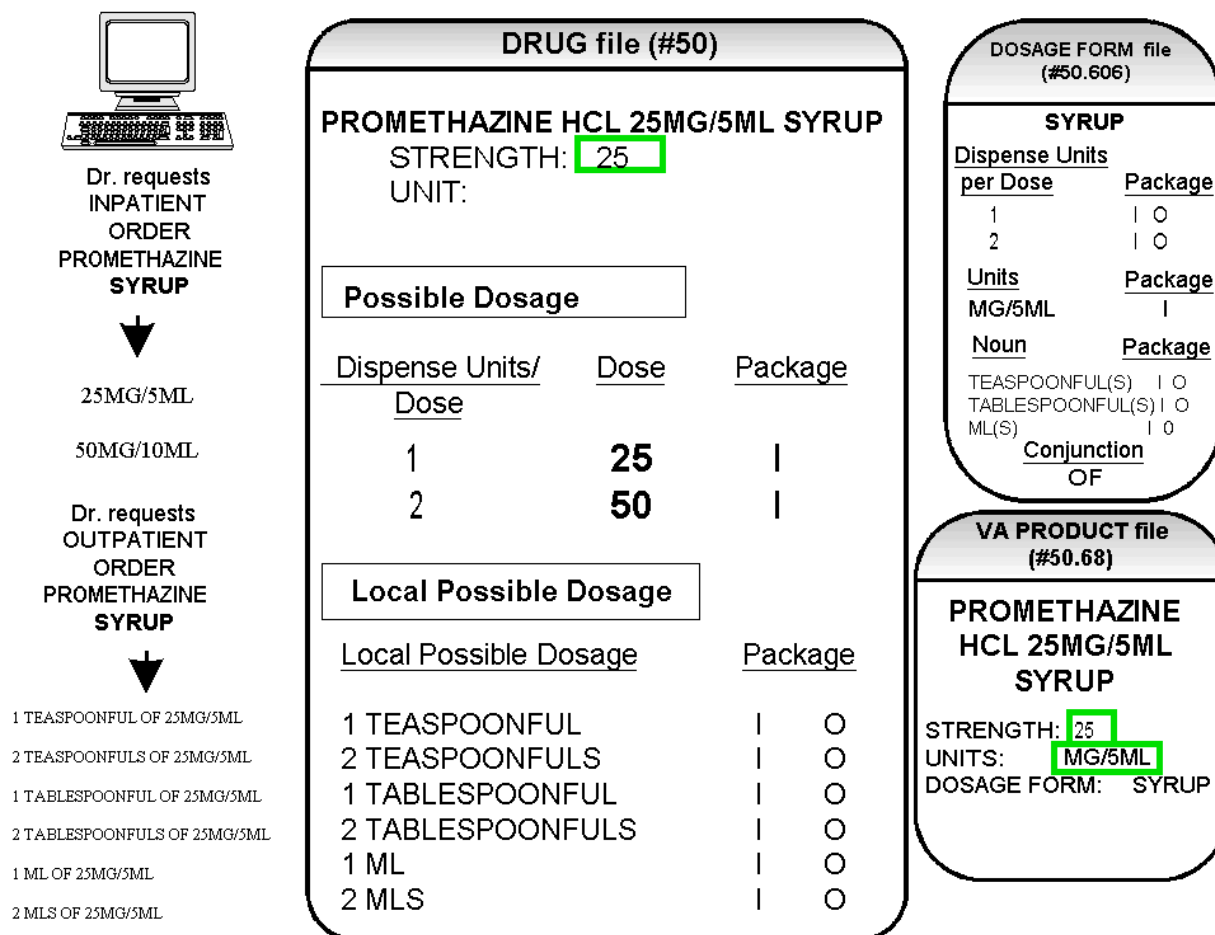 Dr. requests
INPATIENT
ORDER
PROMETHAZINE
SYRUP
25MG/5ML
50MG/10ML
Dr. requests
OUTPATIENT
ORDER
PROMETHAZINE
SYRUP
1 TEASPOONFUL OF 25MG/5ML
2 TEASPOONFULS OF 25MG/5ML
1 TABLESPOONFUL OF 25MG/5ML
2 TABLESPOONFULS OF 25MG/5ML
1 ML OF 25MG/5ML
2 MLS OF 25MG/5ML
DRUG file (#50)
PROMETHAZINE HCL 25MG/5ML SYRUP
STRENGTH: 25
UNIT:
Possible Dosage
Dispense Units/ Dose Package
Dose
1 25 I
2 50 I
Local Possible Dosage
Local Possible Dosage Package
1 TEASPOONFUL I O
2 TEASPOONFULS I O
1 TABLESPOONFUL I O
2 TABLESPOONFULS I O
1 ML I O
2 MLS I O
DOSAGE FORM file
(#50.606)
SYRUP
Dispense Units
per Dose Package
1 I O
2 I O
Units Package
MG/5ML I
Noun Package
TEASPOONFUL(S) I O
TABLESPOONFUL(S) I O
ML(S) I 0
Conjunction
OF
VA PRODUCT file
(#50.68)
PROMETHAZINE
HCL 25MG/5ML
SYRUP
STRENGTH: 25
UNITS: MG/5ML
DOSAGE FORM: SYRUP